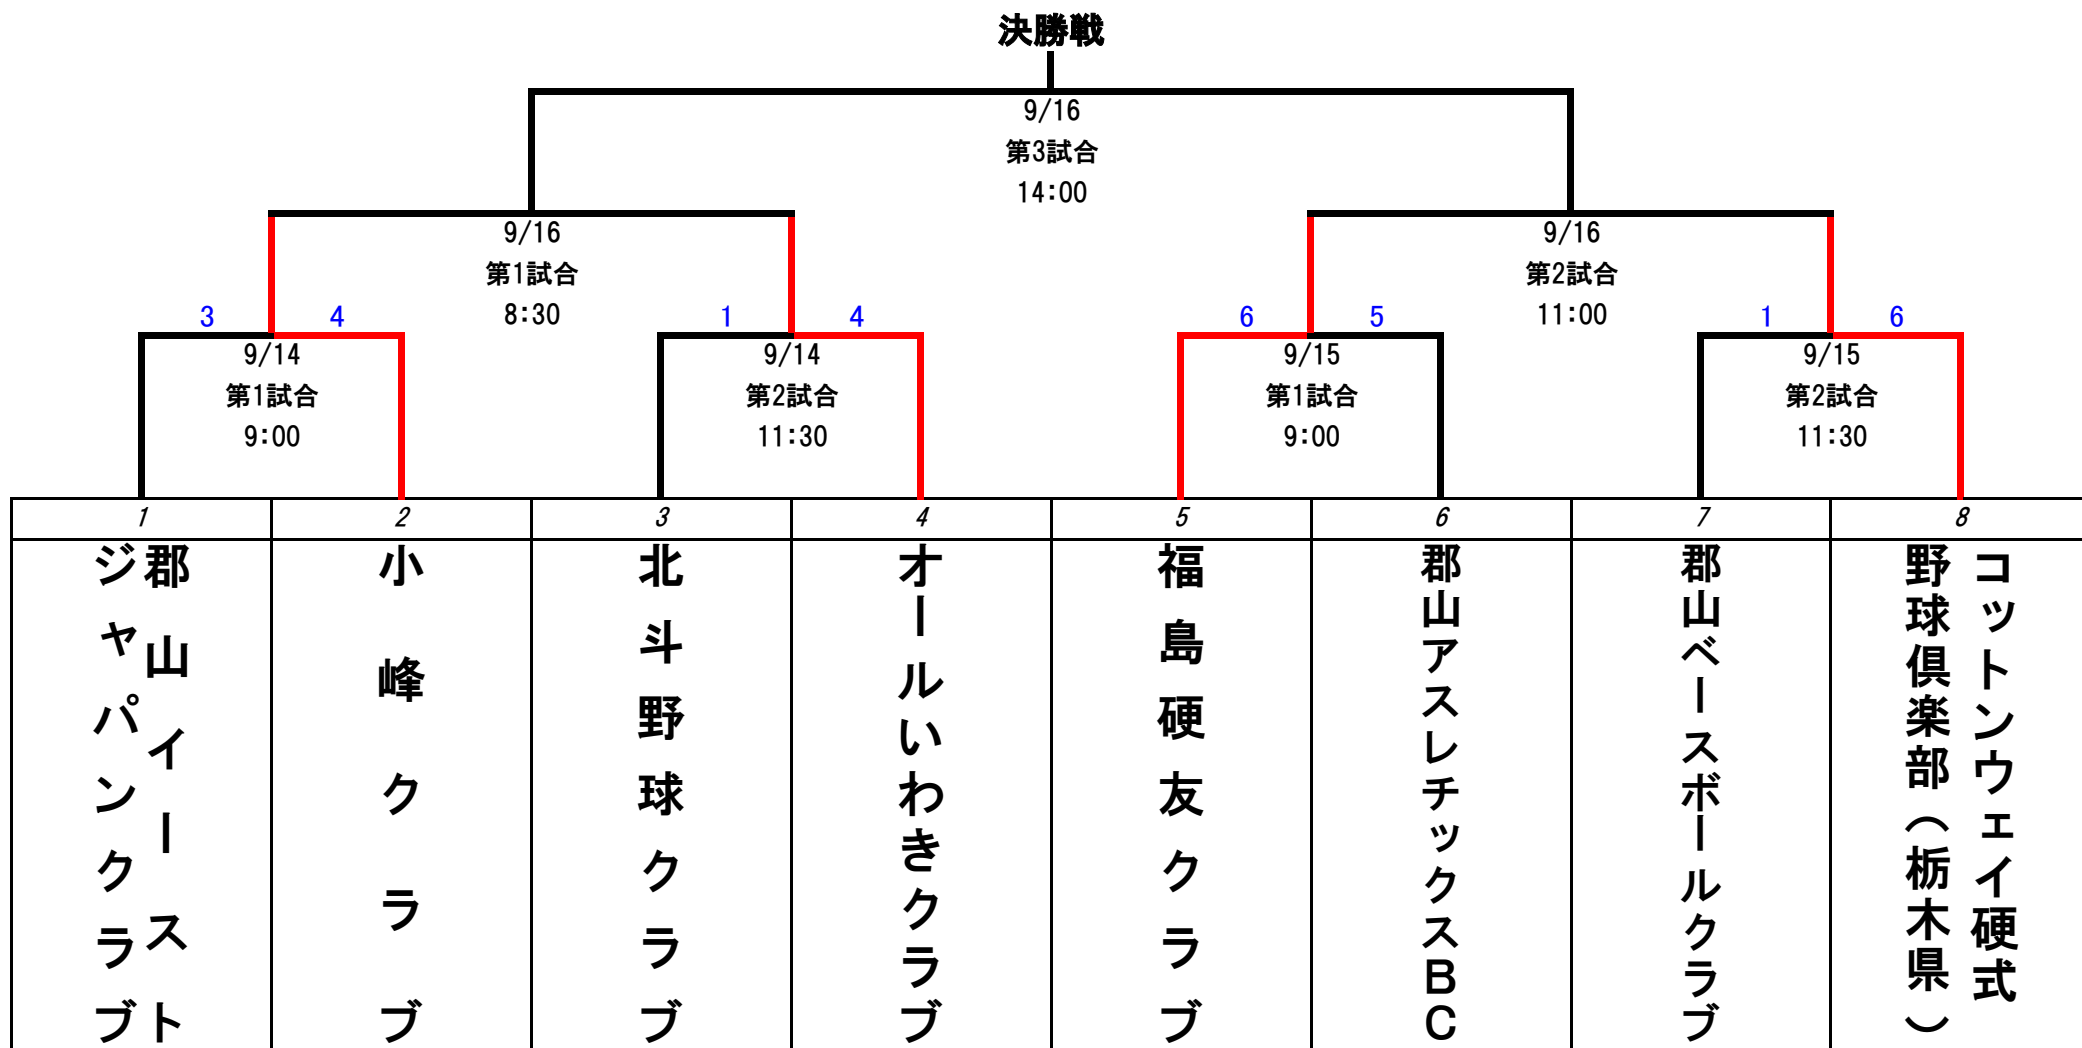 決勝戦
9/16
第3試合
14:00
9/16
第1試合
8:30
9/16
第2試合
11:00
3
4
1
4
6
5
1
6
9/14
第1試合
9:00
9/14
第2試合
11:30
9/15
第1試合
9:00
9/15
第2試合
11:30
1
2
3
4
5
6
7
8
郡山イースト
ジャパンクラブ
小峰クラブ
北斗野球クラブ
オールいわきクラブ
福島硬友クラブ
郡山アスレチックスBC
郡山ベースボールクラブ
コットンウェイ硬式
野球倶楽部(栃木県)